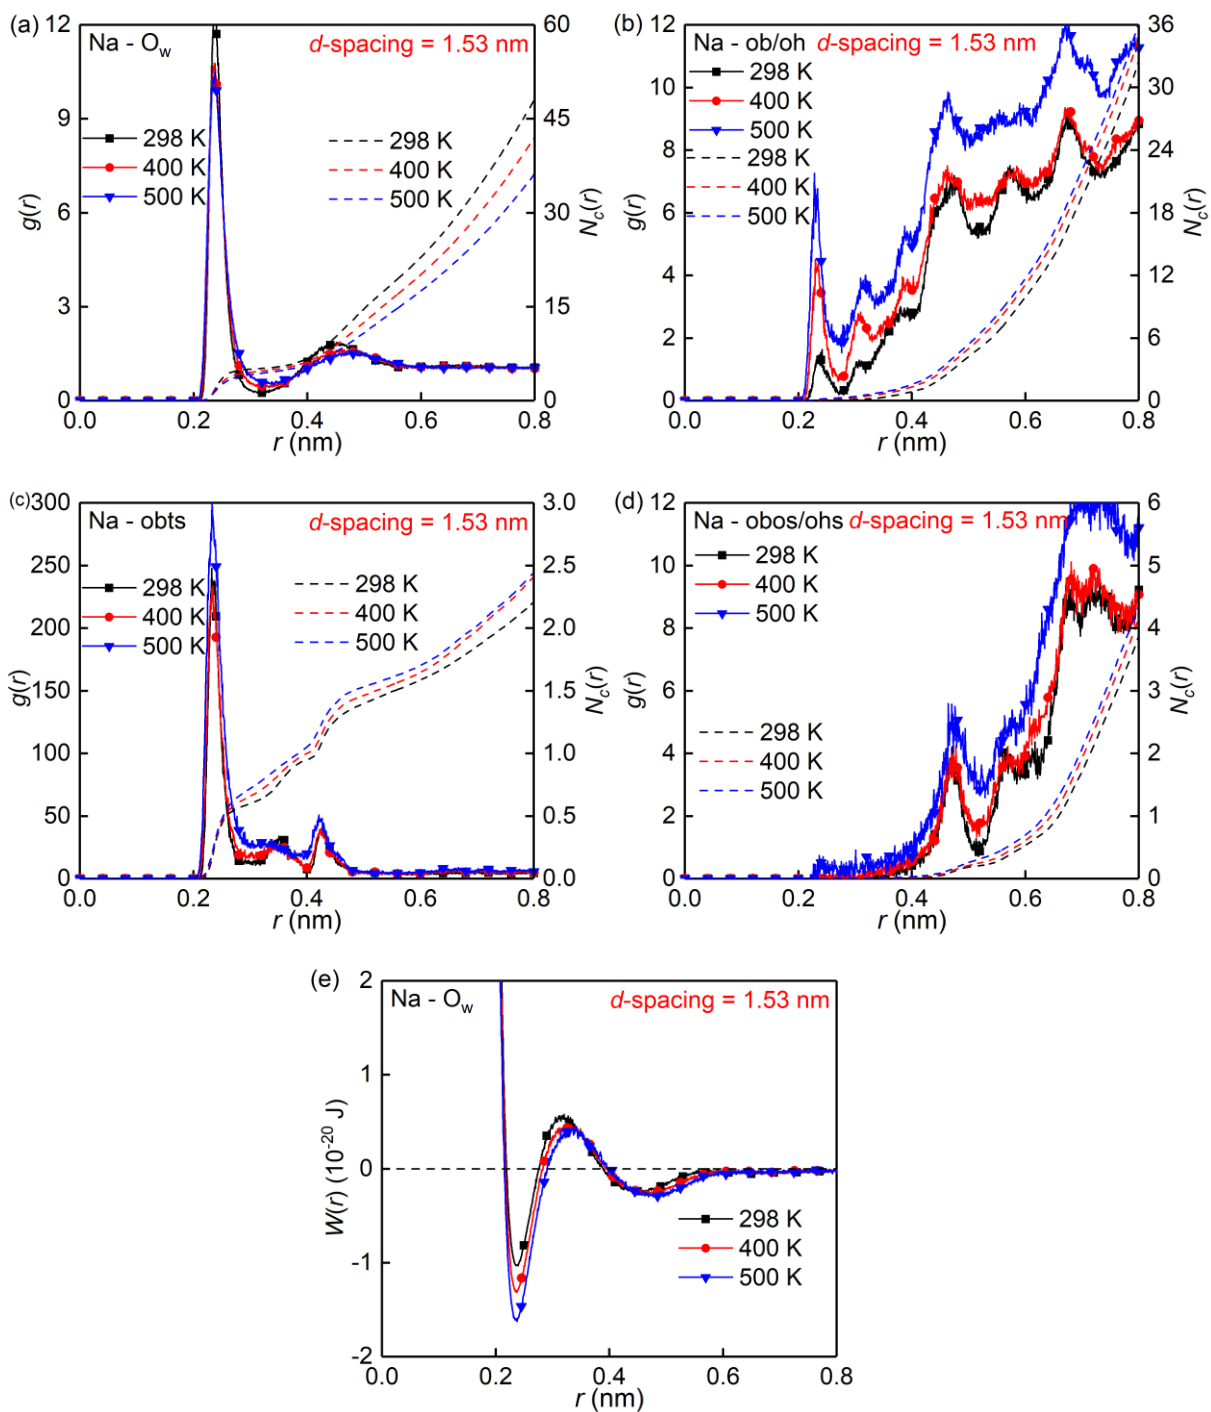 (a)
Na - Ow
d-spacing = 1.53 nm
298 K
400 K
500 K
298 K
400 K
500 K
12
9
6
3
0
60
45
30
15
0
g(r)
Nc(r)
0.0 0.2 0.4 0.6 0.8
r (nm)
(b)
Na - ob/oh d-spacing = 1.53 nm
298 K
400 K
500 K
298 K
400 K
500 K
12
10
8
6
4
2
0
36
30
24
18
12
6
0
g(r)
Nc(r)
0.0 0.2 0.4 0.6 0.8
r (nm)
(c)
Na - obts
d-spacing = 1.53 nm
298 K
400 K
500 K
298 K
400 K
500 K
300
250
200
150
100
50
0
3.0
2.5
2.0
1.5
1.0
0.5
0.0
g(r)
Nc(r)
0.0 0.2 0.4 0.6 0.8
r (nm)
(d)
Na - obos/ohs d-spacing = 1.53 nm
298 K
400 K
500 K
298 K
400 K
500 K
12
10
8
6
4
2
0
6
5
4
3
2
1
0
g(r)
Nc(r)
0.0 0.2 0.4 0.6 0.8
r (nm)
(e)
Na - Ow
d-spacing = 1.53 nm
298 K
400 K
500 K
2
1
0
-1
-2
W(r) (10-20 J)
0.0 0.2 0.4 0.6 0.8
r (nm)